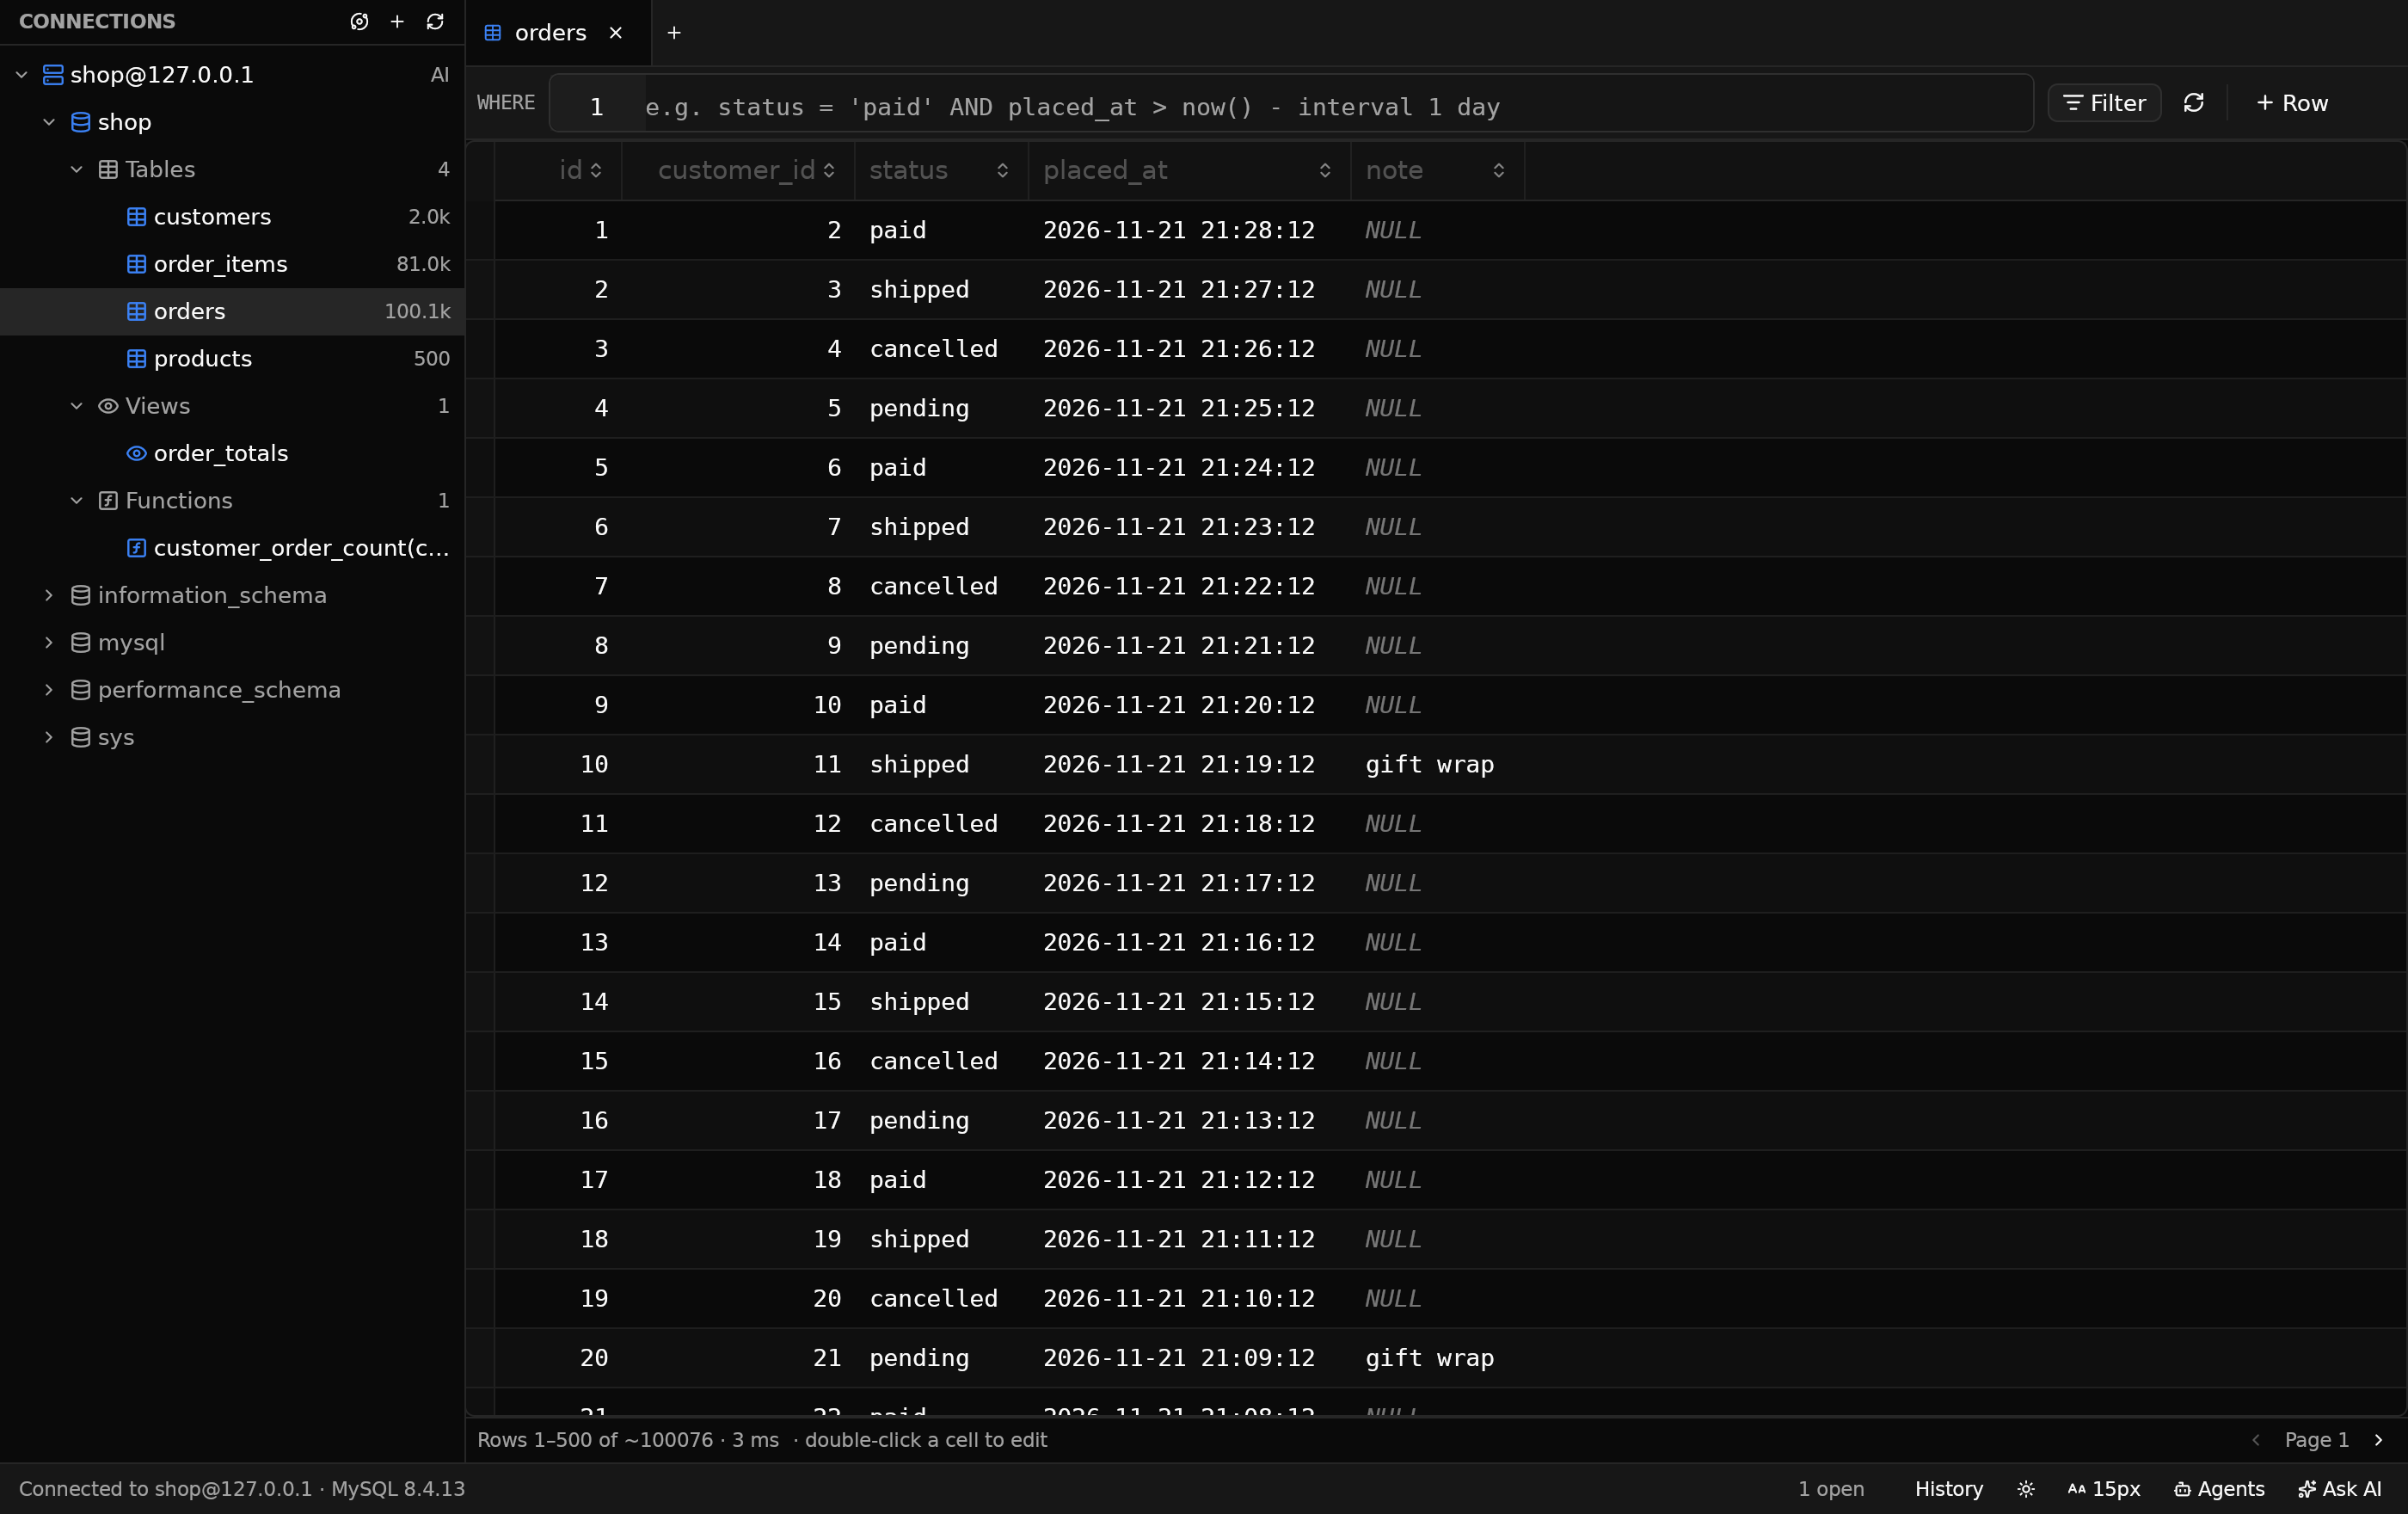 CONNECTIONS
shop@127.0.0.1 AI
shop
Tables 4
customers 2.0k
order_items 81.0k
orders 100.1k
products 500
Views 1
order_totals
Functions 1
customer_order_count(c...
information_schema
mysql
performance_schema
sys
orders
WHERE 1 e.g. status = 'paid' AND placed_at > now() - interval 1 day Filter + Row
id customer_id status placed_at note
1 2 paid 2026-11-21 21:28:12 NULL
2 3 shipped 2026-11-21 21:27:12 NULL
3 4 cancelled 2026-11-21 21:26:12 NULL
4 5 pending 2026-11-21 21:25:12 NULL
5 6 paid 2026-11-21 21:24:12 NULL
6 7 shipped 2026-11-21 21:23:12 NULL
7 8 cancelled 2026-11-21 21:22:12 NULL
8 9 pending 2026-11-21 21:21:12 NULL
9 10 paid 2026-11-21 21:20:12 NULL
10 11 shipped 2026-11-21 21:19:12 gift wrap
11 12 cancelled 2026-11-21 21:18:12 NULL
12 13 pending 2026-11-21 21:17:12 NULL
13 14 paid 2026-11-21 21:16:12 NULL
14 15 shipped 2026-11-21 21:15:12 NULL
15 16 cancelled 2026-11-21 21:14:12 NULL
16 17 pending 2026-11-21 21:13:12 NULL
17 18 paid 2026-11-21 21:12:12 NULL
18 19 shipped 2026-11-21 21:11:12 NULL
19 20 cancelled 2026-11-21 21:10:12 NULL
20 21 pending 2026-11-21 21:09:12 gift wrap
21 22 paid 2026-11-21 21:08:12 NULL
Rows 1–500 of ~100076 · 3 ms · double-click a cell to edit Page 1
Connected to shop@127.0.0.1 · MySQL 8.4.13 1 open History AA 15px Agents Ask AI